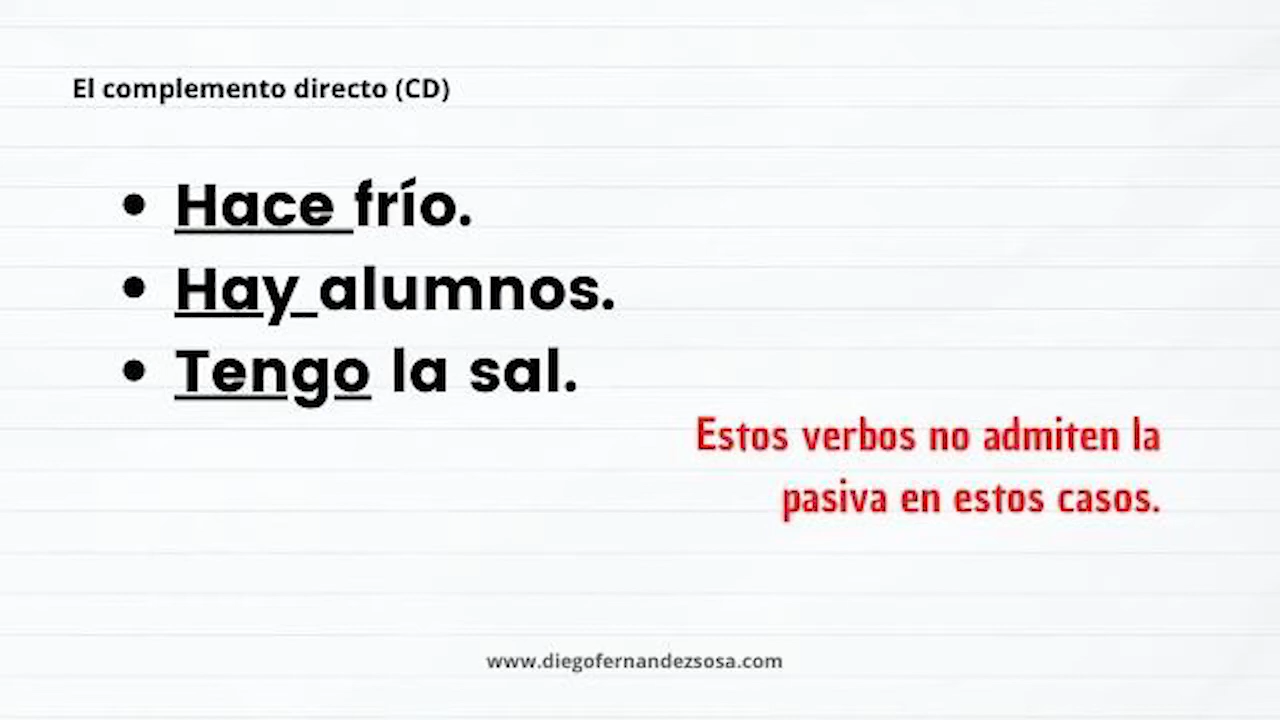 El complemento directo (CD)
• Hace frío.
• Hay alumnos.
• Tengo la sal.
Estos verbos no admiten la
pasiva en estos casos.
www.diegofernandezsosa.com